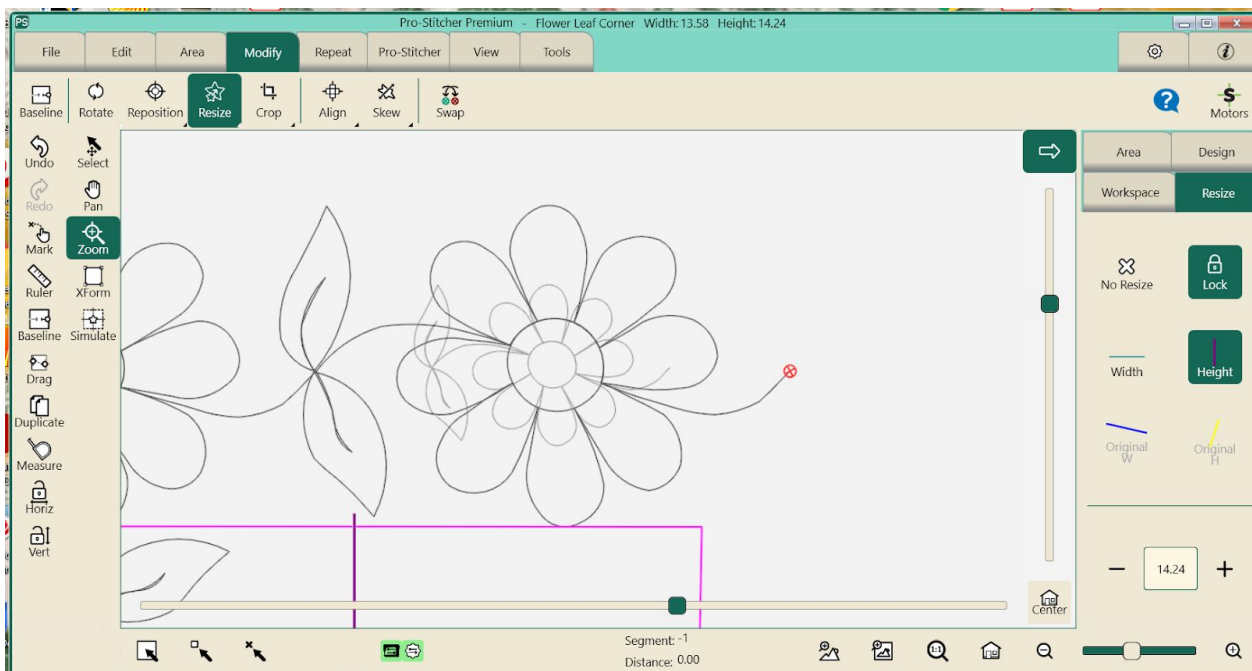 PS
Pro-Stitcher Premium - Flower Leaf Corner Width: 13.58 Height: 14.24
File Edit Area Modify Repeat Pro-Stitcher View Tools
Baseline Rotate Reposition Resize Crop Align Skew Swap ? S Motors
Undo Select
Redo Pan
Mark Zoom
Ruler XForm
Baseline Simulate
Drag
Duplicate
Measure
Horiz
Vert
Area Design
Workspace Resize
No Resize Lock
Width Height
Original W Original H
14.24
Center
Segment: -1
Distance: 0.00
1:1